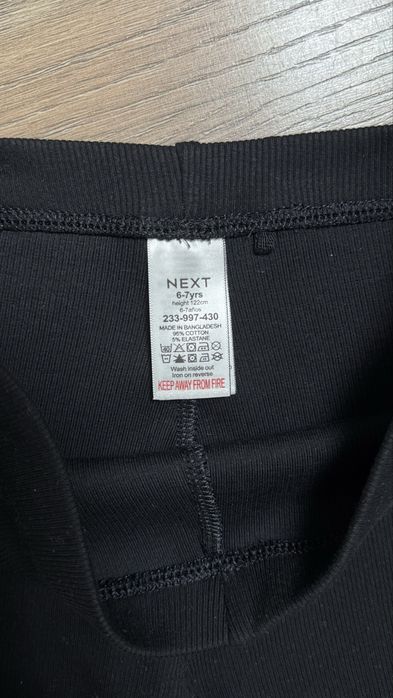 NEXT
6-7yrs
height 122cm
6-7años
233-997-430
MADE IN BANGLADESH
95% COTTON
5% ELASTANE
Wash inside out
Iron on reverse
KEEP AWAY FROM FIRE